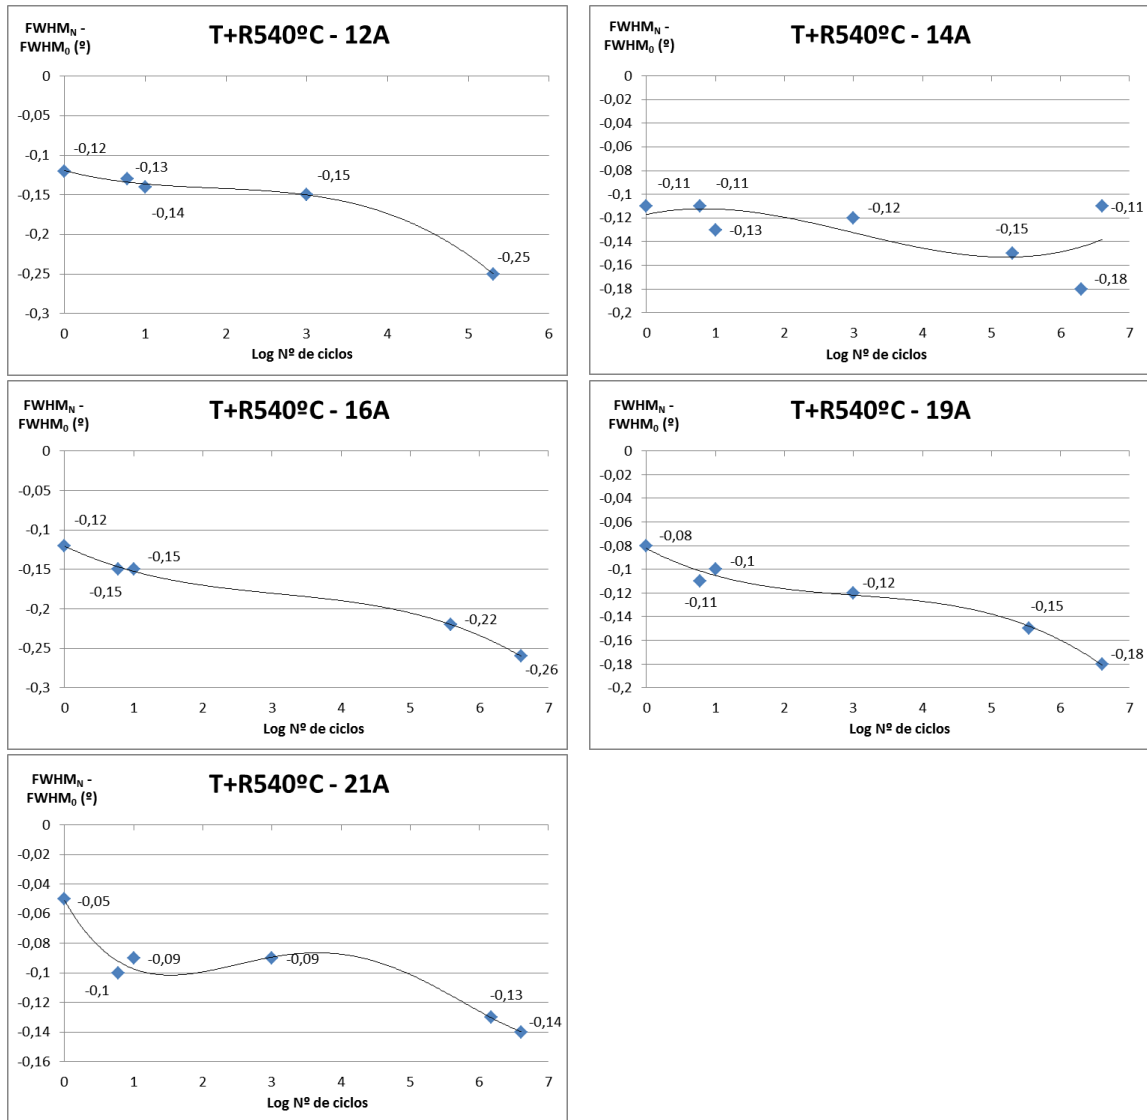 FWHMN -
FWHM0 (º)
T+R540ºC - 12A
0
-0,05
-0,1
-0,15
-0,2
-0,25
-0,3
-0,12
-0,13
-0,14
-0,15
-0,25
0 1 2 3 4 5 6
Log Nº de ciclos
FWHMN -
FWHM0 (º)
T+R540ºC - 14A
0
-0,02
-0,04
-0,06
-0,08
-0,1
-0,12
-0,14
-0,16
-0,18
-0,2
-0,11
-0,11
-0,13
-0,12
-0,15
-0,18
-0,11
0 1 2 3 4 5 6 7
Log Nº de ciclos
FWHMN -
FWHM0 (º)
T+R540ºC - 16A
0
-0,05
-0,1
-0,15
-0,2
-0,25
-0,3
-0,12
-0,15
-0,15
-0,22
-0,26
0 1 2 3 4 5 6 7
Log Nº de ciclos
FWHMN -
FWHM0 (º)
T+R540ºC - 19A
0
-0,02
-0,04
-0,06
-0,08
-0,1
-0,12
-0,14
-0,16
-0,18
-0,2
-0,08
-0,11
-0,1
-0,12
-0,15
-0,18
0 1 2 3 4 5 6 7
Log Nº de ciclos
FWHMN -
FWHM0 (º)
T+R540ºC - 21A
0
-0,02
-0,04
-0,06
-0,08
-0,1
-0,12
-0,14
-0,16
-0,05
-0,1
-0,09
-0,09
-0,13
-0,14
0 1 2 3 4 5 6 7
Log Nº de ciclos